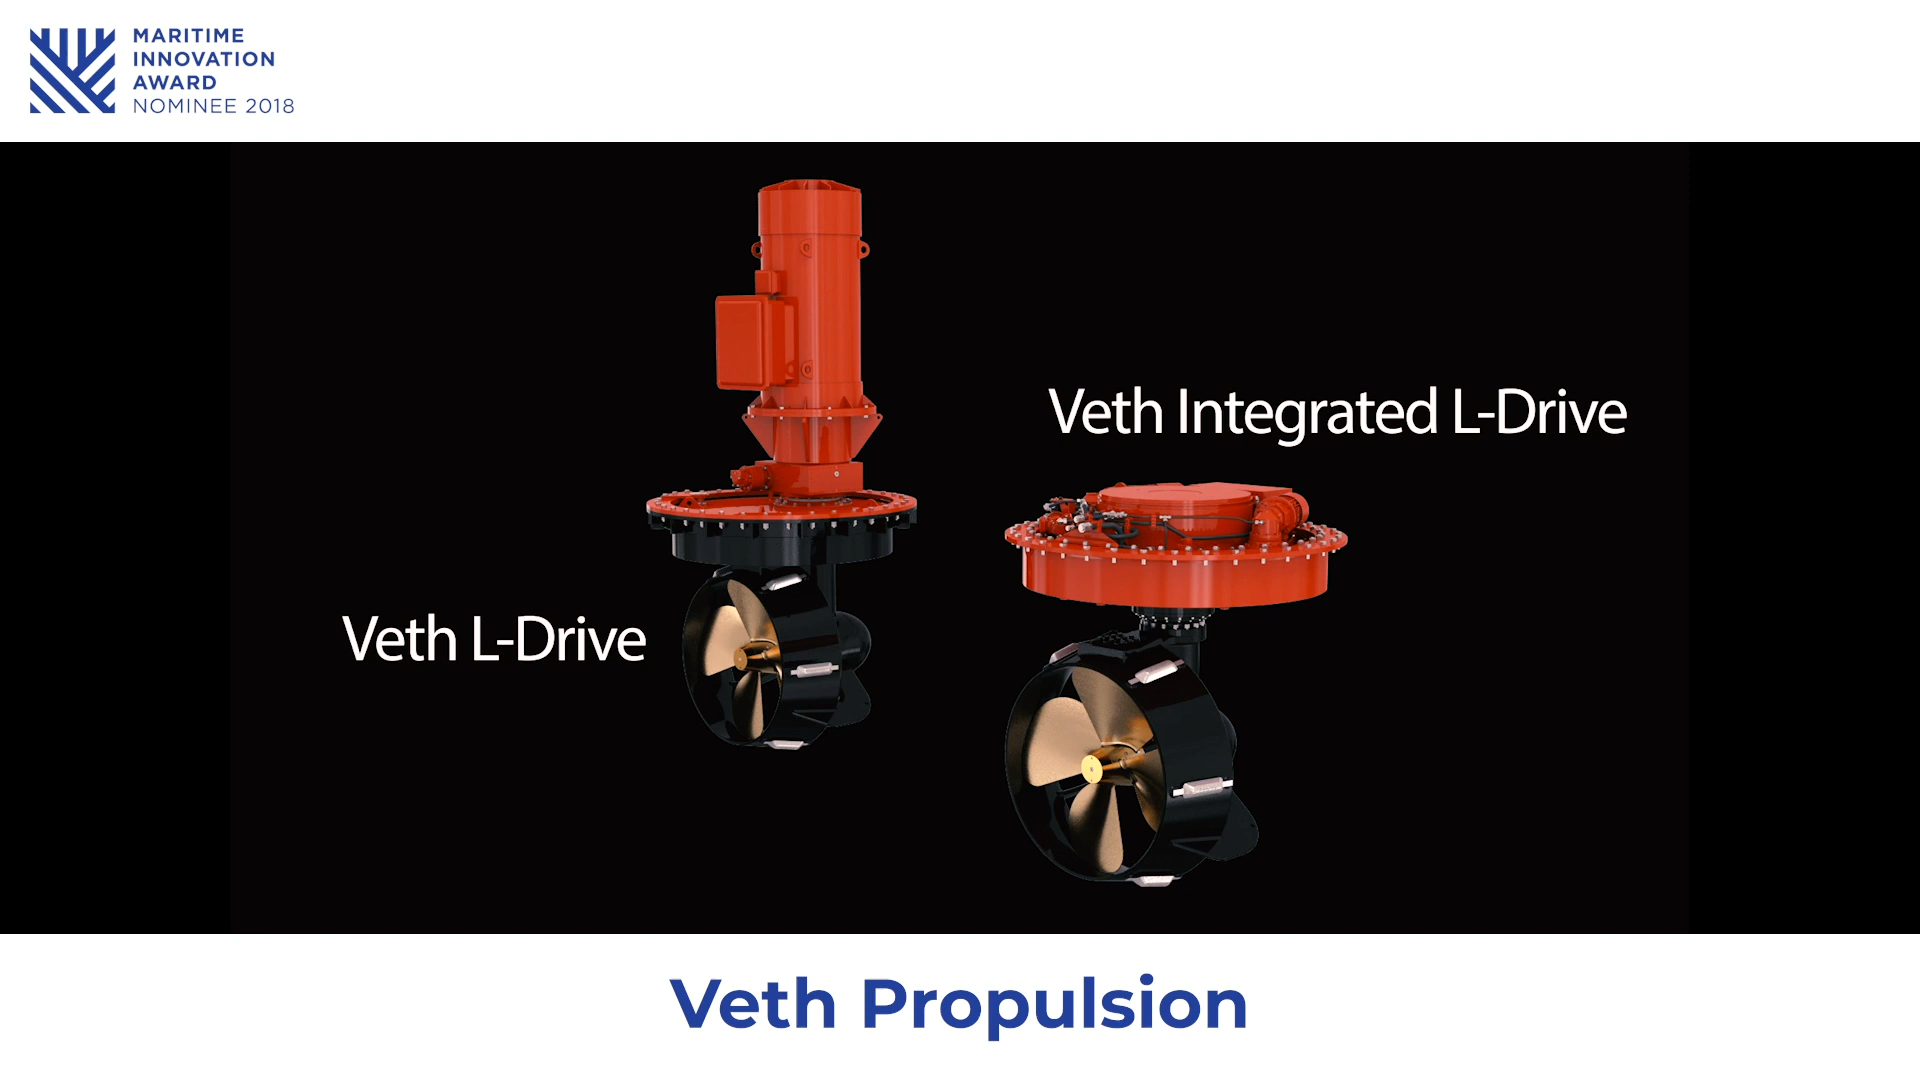 MARITIME
INNOVATION
AWARD
NOMINEE 2018
Veth Integrated L-Drive
Veth L-Drive
Veth Propulsion